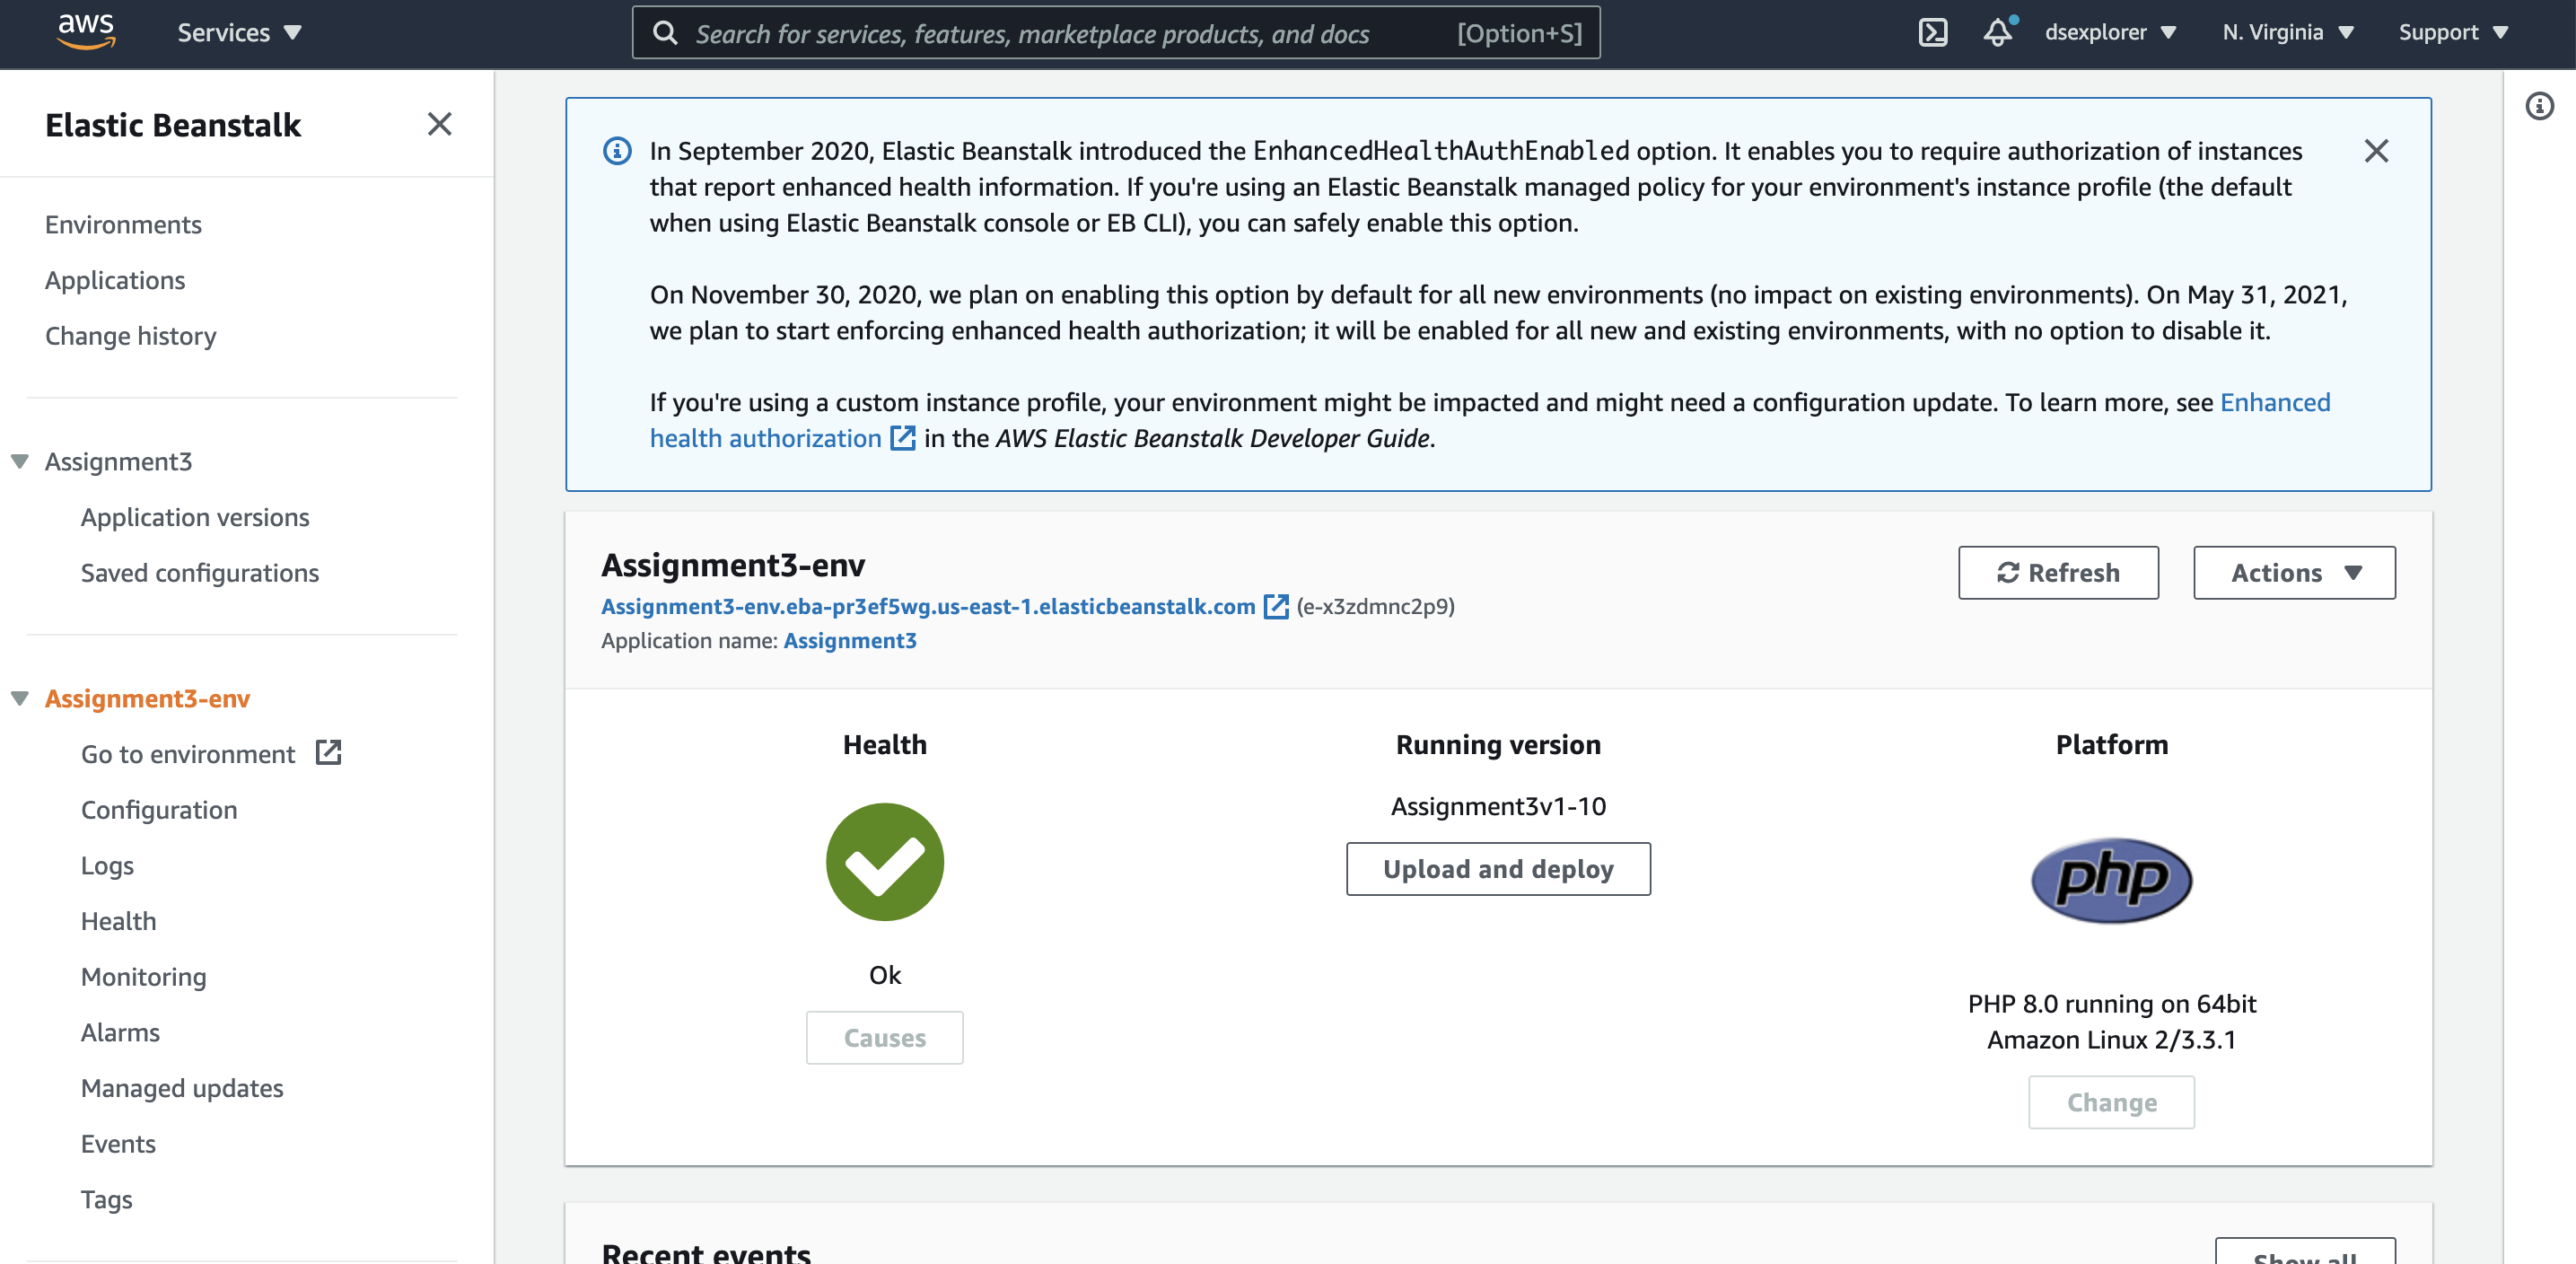 aws
Services
Search for services, features, marketplace products, and docs [Option+S]
dsexplorer
N. Virginia
Support
Elastic Beanstalk
Environments
Applications
Change history
Assignment3
Application versions
Saved configurations
Assignment3-env
Go to environment
Configuration
Logs
Health
Monitoring
Alarms
Managed updates
Events
Tags
In September 2020, Elastic Beanstalk introduced the EnhancedHealthAuthEnabled option. It enables you to require authorization of instances
that report enhanced health information. If you're using an Elastic Beanstalk managed policy for your environment's instance profile (the default
when using Elastic Beanstalk console or EB CLI), you can safely enable this option.
On November 30, 2020, we plan on enabling this option by default for all new environments (no impact on existing environments). On May 31, 2021,
we plan to start enforcing enhanced health authorization; it will be enabled for all new and existing environments, with no option to disable it.
If you're using a custom instance profile, your environment might be impacted and might need a configuration update. To learn more, see Enhanced
health authorization in the AWS Elastic Beanstalk Developer Guide.
Assignment3-env
Assignment3-env.eba-pr3ef5wg.us-east-1.elasticbeanstalk.com (e-x3zdmnc2p9)
Application name: Assignment3
Refresh
Actions
Health
Ok
Causes
Running version
Assignment3v1-10
Upload and deploy
Platform
php
PHP 8.0 running on 64bit
Amazon Linux 2/3.3.1
Change
Recent events
Show all